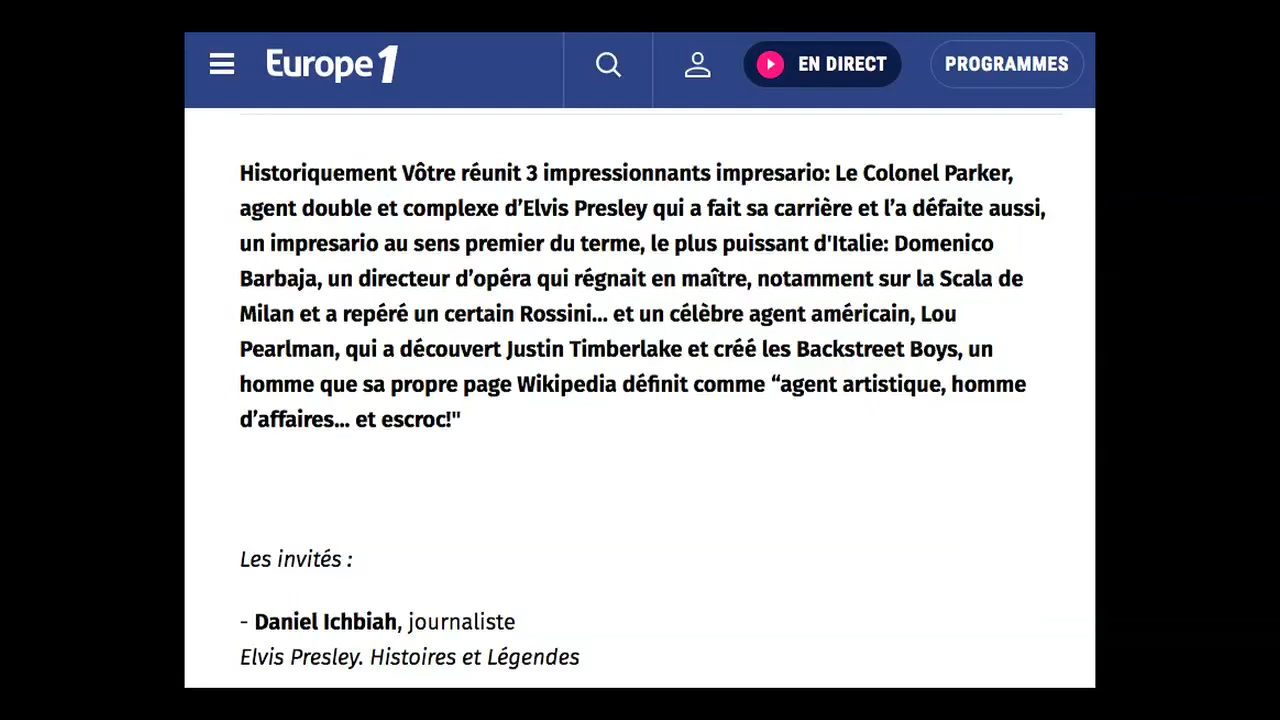 Europe 1
EN DIRECT
PROGRAMMES
Historiquement Vôtre réunit 3 impressionnants impresario: Le Colonel Parker,
agent double et complexe d’Elvis Presley qui a fait sa carrière et l’a défaite aussi,
un impresario au sens premier du terme, le plus puissant d'Italie: Domenico
Barbaja, un directeur d’opéra qui régnait en maître, notamment sur la Scala de
Milan et a repéré un certain Rossini... et un célèbre agent américain, Lou
Pearlman, qui a découvert Justin Timberlake et créé les Backstreet Boys, un
homme que sa propre page Wikipedia définit comme “agent artistique, homme
d’affaires... et escroc!"
Les invités :
- Daniel Ichbiah, journaliste
Elvis Presley. Histoires et Légendes